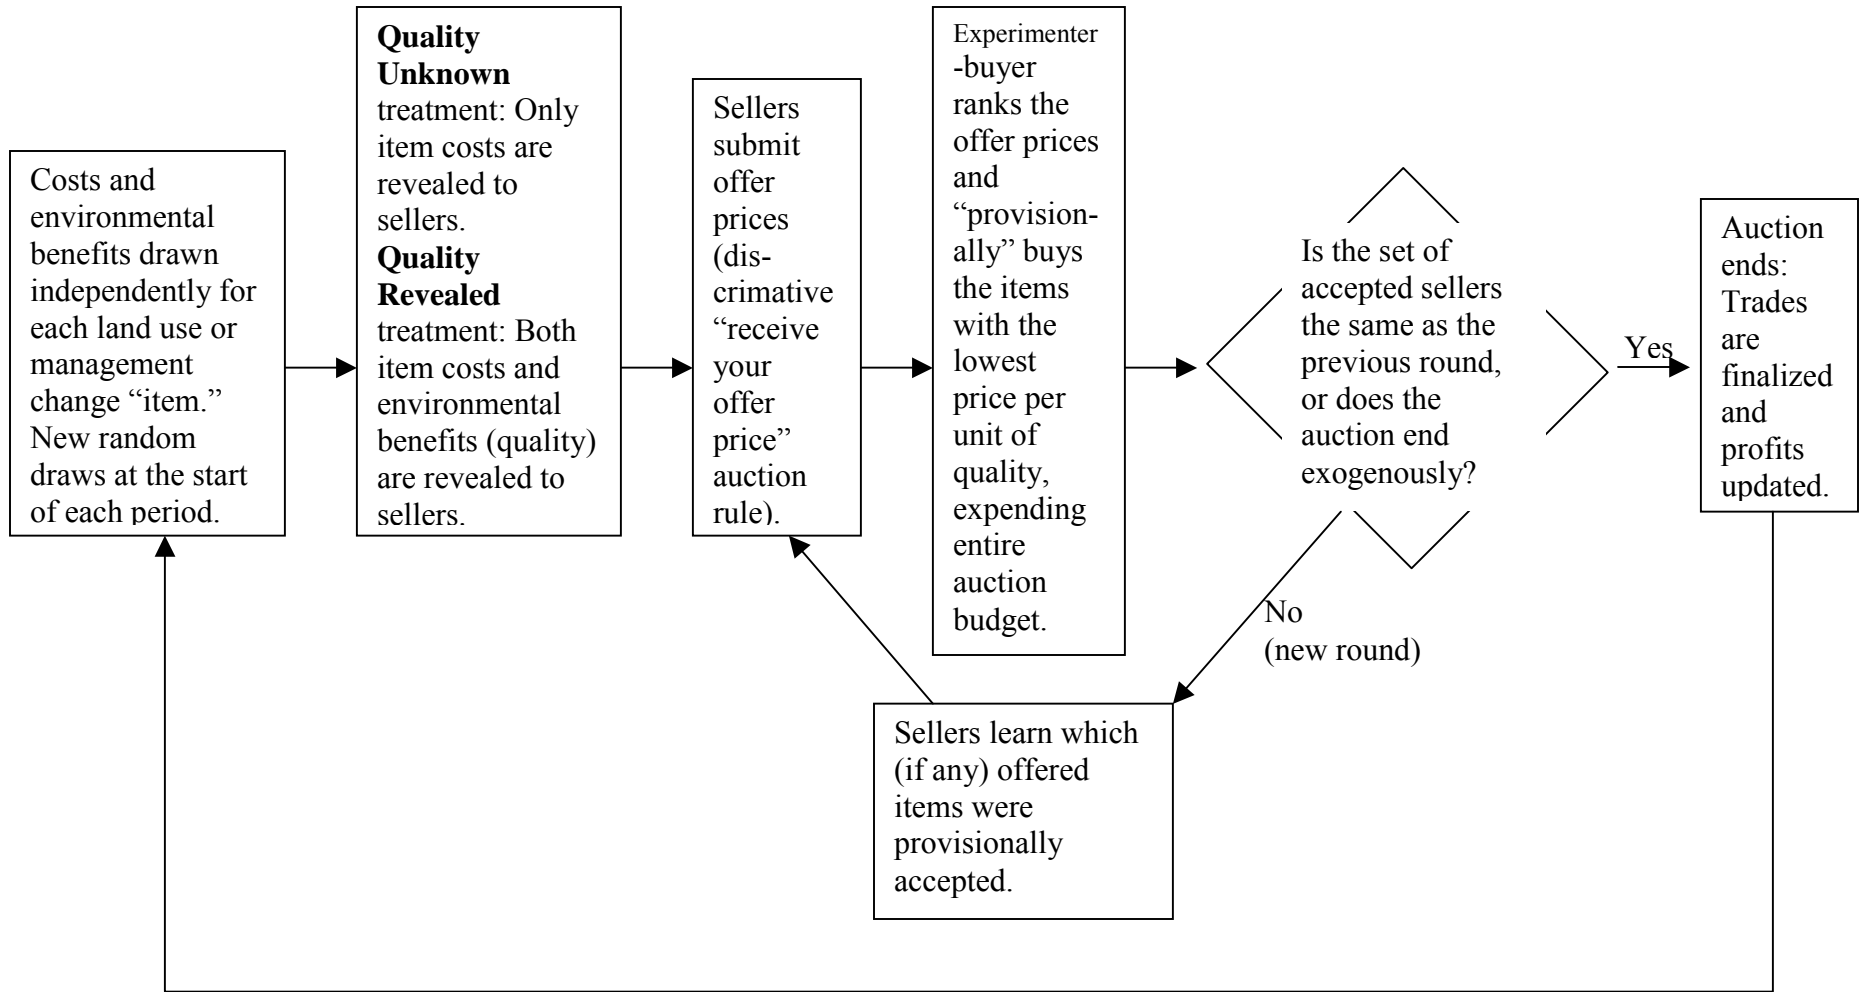 Costs and
environmental
benefits drawn
independently for
each land use or
management
change “item.”
New random
draws at the start
of each period.
Quality
Unknown
treatment: Only
item costs are
revealed to
sellers.
Quality
Revealed
treatment: Both
item costs and
environmental
benefits (quality)
are revealed to
sellers.
Sellers
submit
offer
prices
(dis-
crimative
“receive
your
offer
price”
auction
rule).
Experimenter
-buyer
ranks the
offer prices
and
“provision-
ally” buys
the items
with the
lowest
price per
unit of
quality,
expending
entire
auction
budget.
Is the set of
accepted sellers
the same as the
previous round,
or does the
auction end
exogenously?
Yes
Auction
ends:
Trades
are
finalized
and
profits
updated.
No
(new round)
Sellers learn which
(if any) offered
items were
provisionally
accepted.